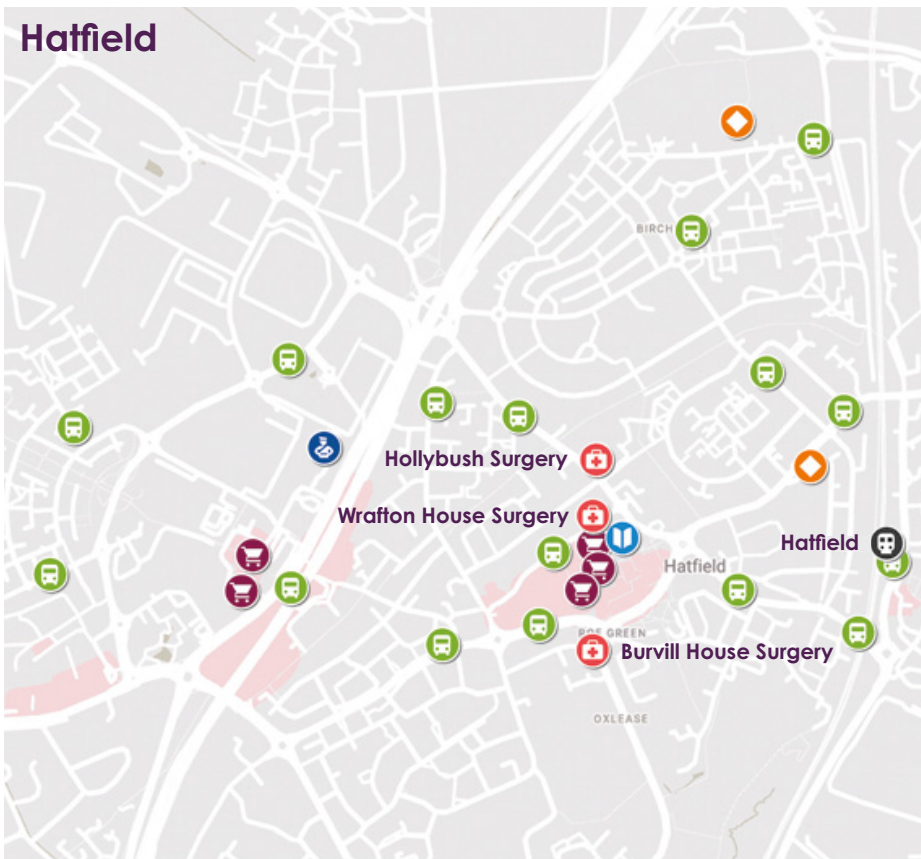 Hatfield
BIRCH
Hollybush Surgery
Wrafton House Surgery
Hatfield
Hatfield
ROE GREEN
Burvill House Surgery
OXLEASE